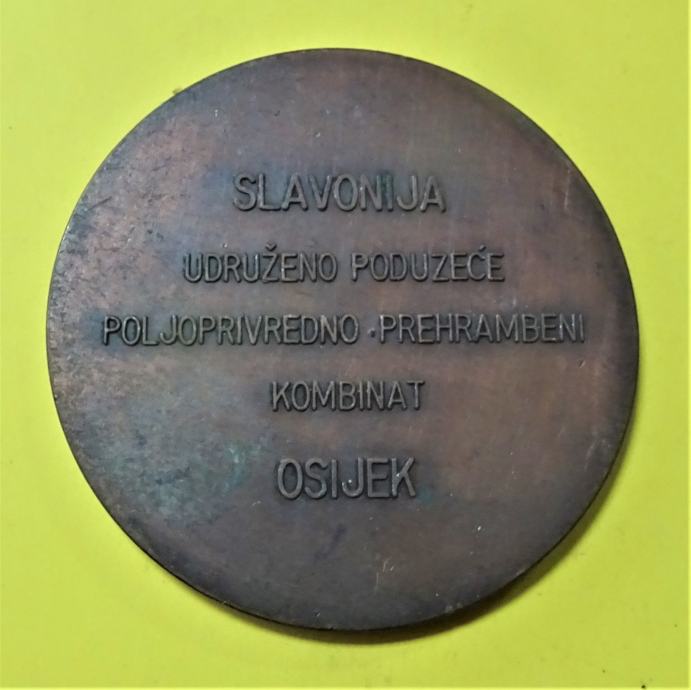 SLAVONIJA
UDRUŽENO PODUZEĆE
POLJOPRIVREDNO - PREHRAMBENI
KOMBINAT
OSIJEK